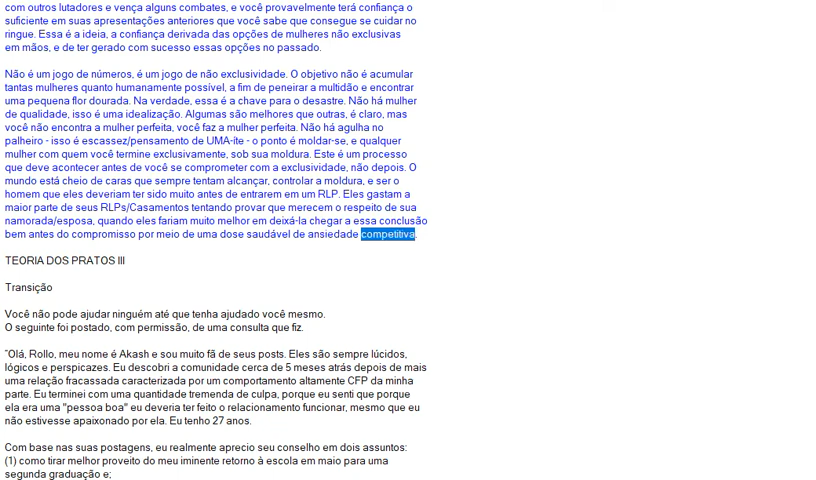 com outros lutadores e vença alguns combates, e você provavelmente terá confiança o
suficiente em suas apresentações anteriores que você sabe que consegue se cuidar no
ringue. Essa é a ideia, a confiança derivada das opções de mulheres não exclusivas
em mãos, e de ter gerado com sucesso essas opções no passado.

Não é um jogo de números, é um jogo de não exclusividade. O objetivo não é acumular
tantas mulheres quanto humanamente possível, a fim de peneirar a multidão e encontrar
uma pequena flor dourada. Na verdade, essa é a chave para o desastre. Não há mulher
de qualidade, isso é uma idealização. Algumas são melhores que outras, é claro, mas
você não encontra a mulher perfeita, você faz a mulher perfeita. Não há agulha no
palheiro - isso é escassez/pensamento de UMA-ite - o ponto é moldar-se, e qualquer
mulher com quem você termine exclusivamente, sob sua moldura. Este é um processo
que deve acontecer antes de você se comprometer com a exclusividade, não depois. O
mundo está cheio de caras que sempre tentam alcançar, controlar a moldura, e ser o
homem que eles deveriam ter sido muito antes de entrarem em um RLP. Eles gastam a
maior parte de seus RLPs/Casamentos tentando provar que merecem o respeito de sua
namorada/esposa, quando eles fariam muito melhor em deixá-la chegar a essa conclusão
bem antes do compromisso por meio de uma dose saudável de ansiedade competitiva.

TEORIA DOS PRATOS III

Transição

Você não pode ajudar ninguém até que tenha ajudado você mesmo.
O seguinte foi postado, com permissão, de uma consulta que fiz.

"Olá, Rollo, meu nome é Akash e sou muito fã de seus posts. Eles são sempre lúcidos,
lógicos e perspicazes. Eu descobri a comunidade cerca de 5 meses atrás depois de mais
uma relação fracassada caracterizada por um comportamento altamente CFP da minha
parte. Eu terminei com uma quantidade tremenda de culpa, porque eu senti que porque
ela era uma "pessoa boa" eu deveria ter feito o relacionamento funcionar, mesmo que eu
não estivesse apaixonado por ela. Eu tenho 27 anos.

Com base nas suas postagens, eu realmente aprecio seu conselho em dois assuntos:
(1) como tirar melhor proveito do meu iminente retorno à escola em maio para uma
segunda graduação e;